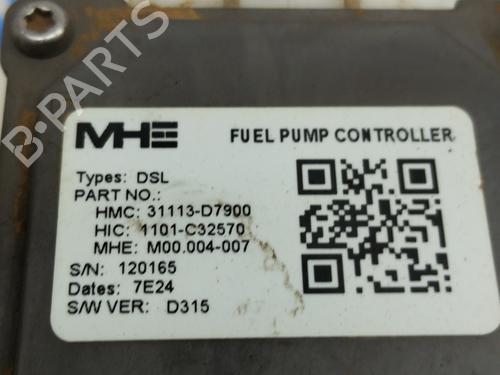 B-PARTS
MHE FUEL PUMP CONTROLLER
Types: DSL
PART NO.:
HMC: 31113-D7900
HIC: 1101-C32570
MHE: M00.004-007
S/N: 120165
Dates: 7E24
S/W VER: D315